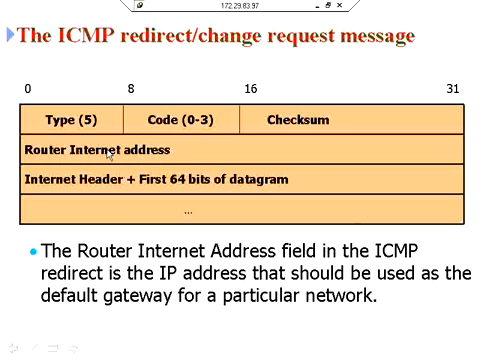 172.29.83.97
The ICMP redirect/change request message
0 8 16 31
Type (5) Code (0-3) Checksum
Router Internet address
Internet Header + First 64 bits of datagram
...
• The Router Internet Address field in the ICMP
redirect is the IP address that should be used as the
default gateway for a particular network.